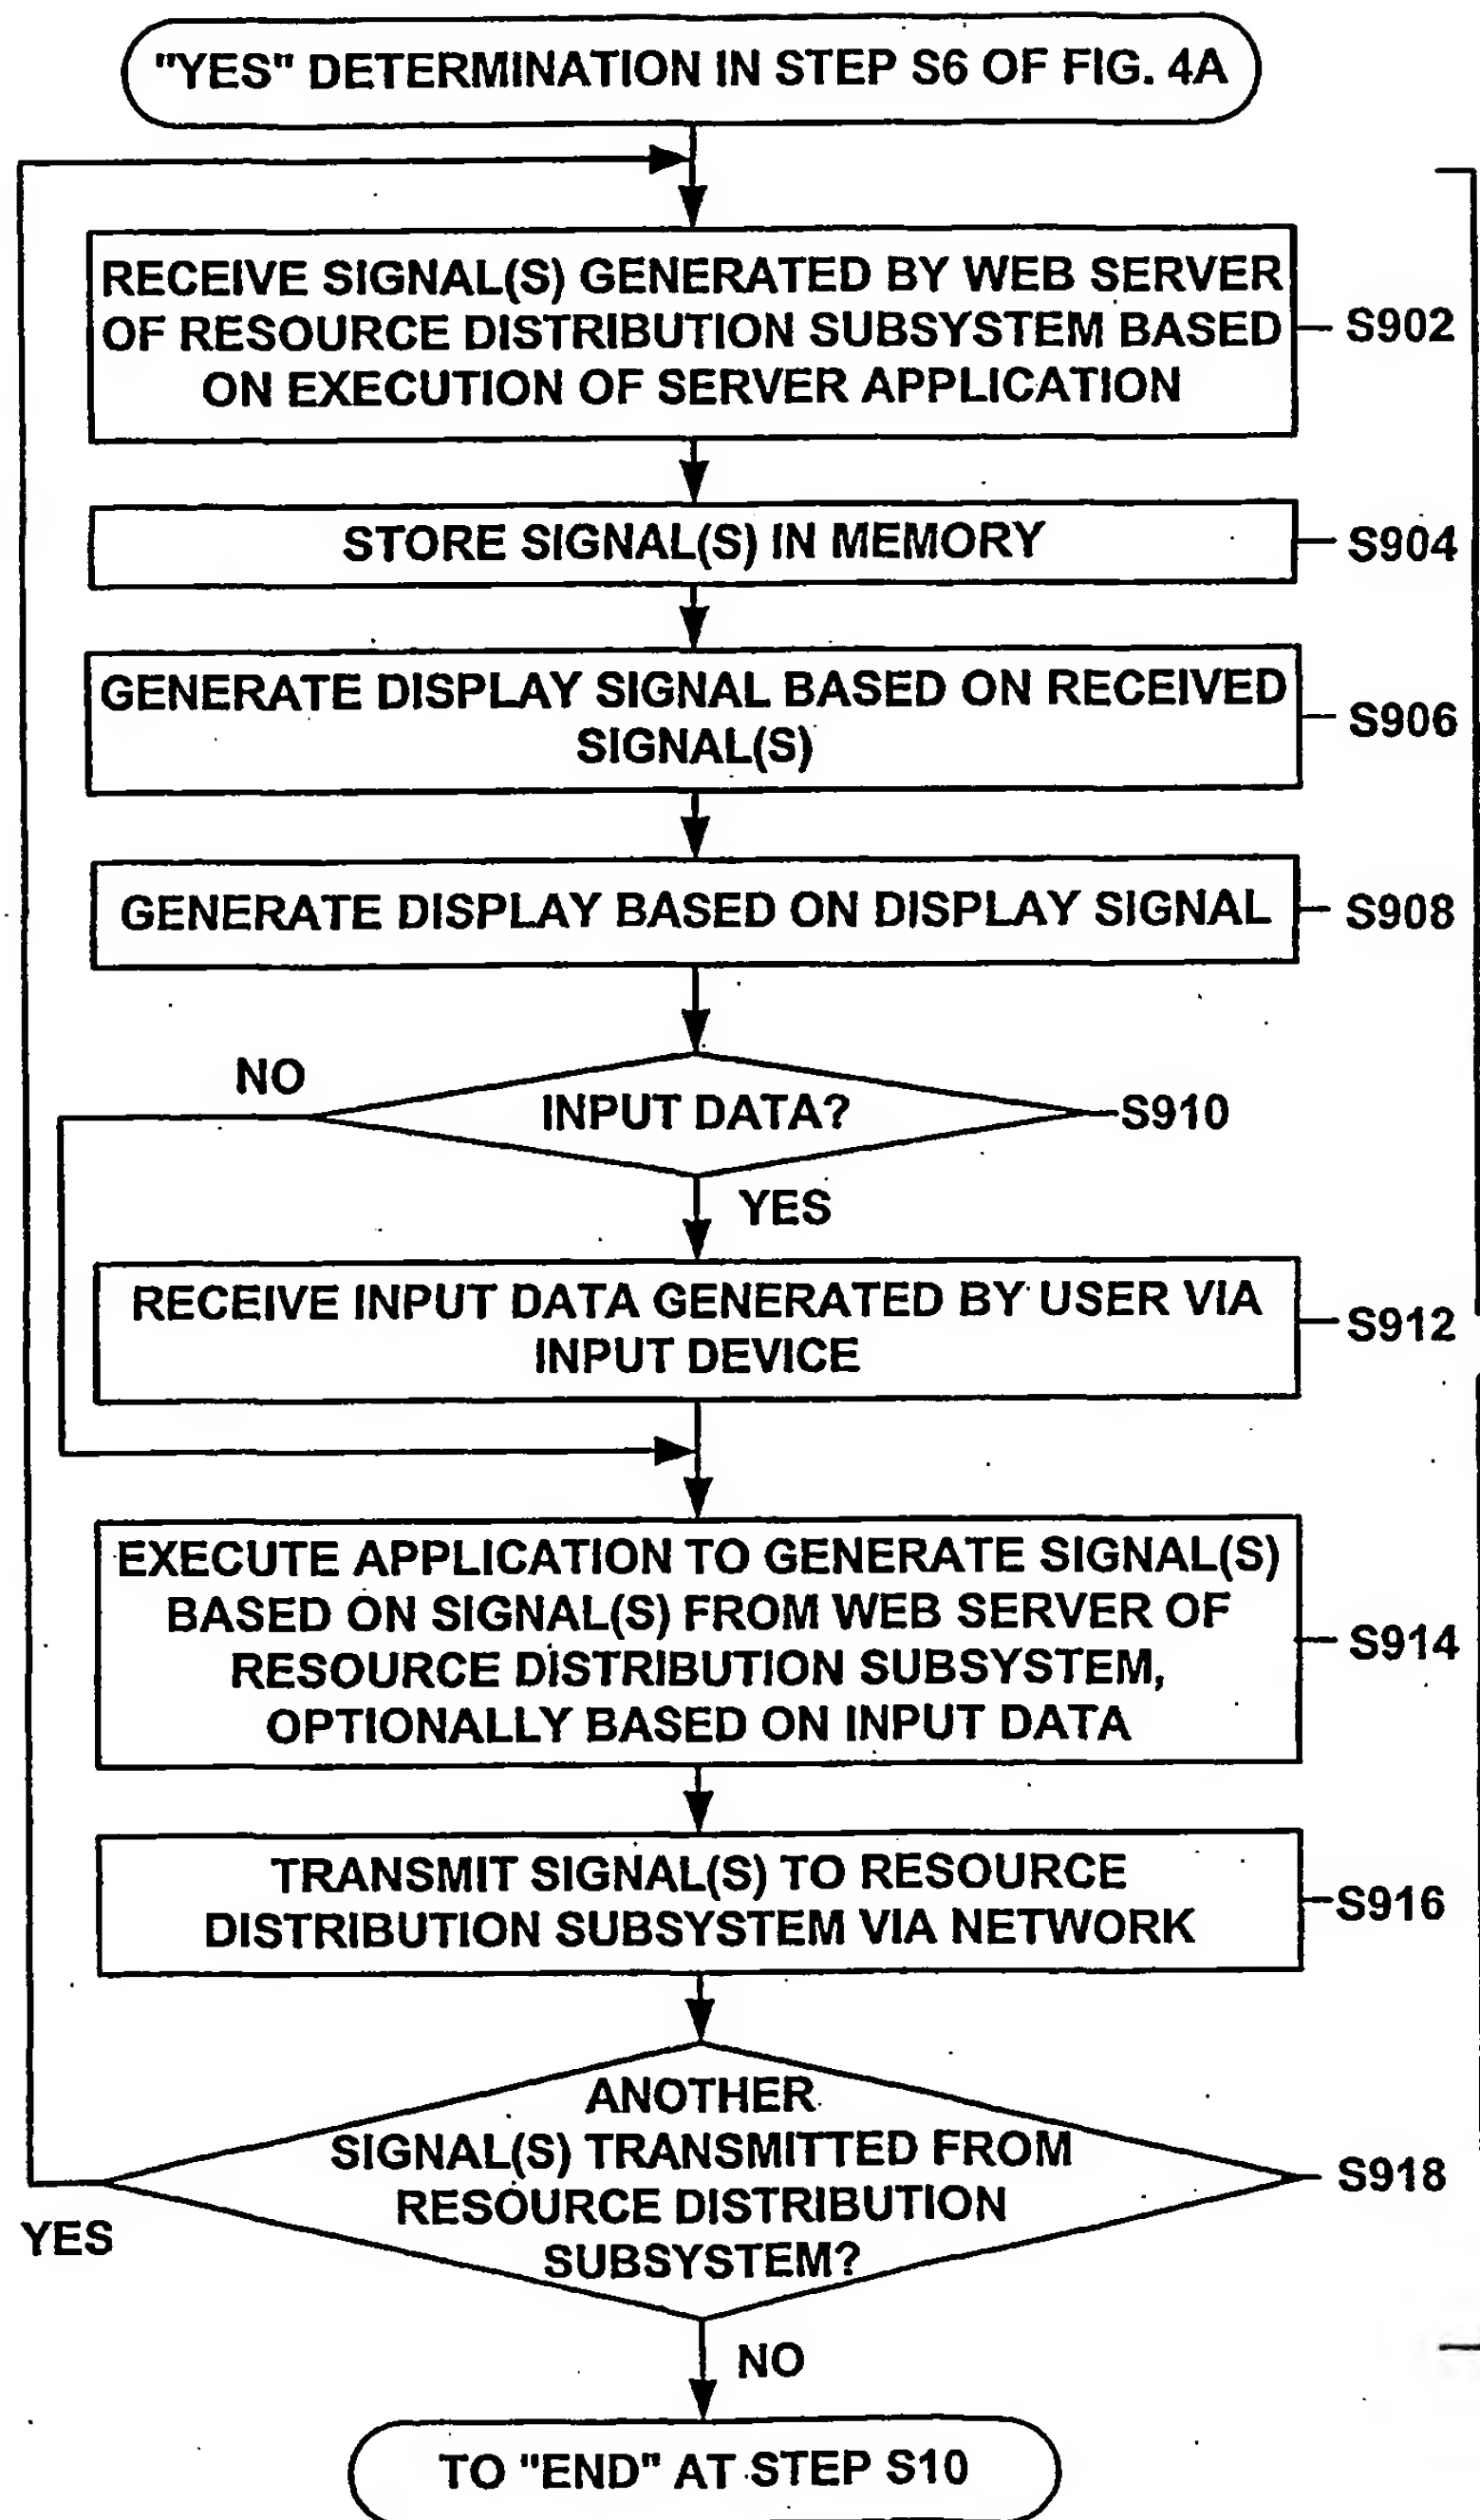 "YES" DETERMINATION IN STEP S6 OF FIG. 4A
RECEIVE SIGNAL(S) GENERATED BY WEB SERVER
OF RESOURCE DISTRIBUTION SUBSYSTEM BASED
ON EXECUTION OF SERVER APPLICATION
S902
STORE SIGNAL(S) IN MEMORY
S904
GENERATE DISPLAY SIGNAL BASED ON RECEIVED
SIGNAL(S)
S906
GENERATE DISPLAY BASED ON DISPLAY SIGNAL
S908
NO
INPUT DATA?
S910
YES
RECEIVE INPUT DATA GENERATED BY USER VIA
INPUT DEVICE
S912
EXECUTE APPLICATION TO GENERATE SIGNAL(S)
BASED ON SIGNAL(S) FROM WEB SERVER OF
RESOURCE DISTRIBUTION SUBSYSTEM,
OPTIONALLY BASED ON INPUT DATA
S914
TRANSMIT SIGNAL(S) TO RESOURCE
DISTRIBUTION SUBSYSTEM VIA NETWORK
S916
ANOTHER
SIGNAL(S) TRANSMITTED FROM
RESOURCE DISTRIBUTION
SUBSYSTEM?
S918
YES
NO
TO "END" AT STEP S10